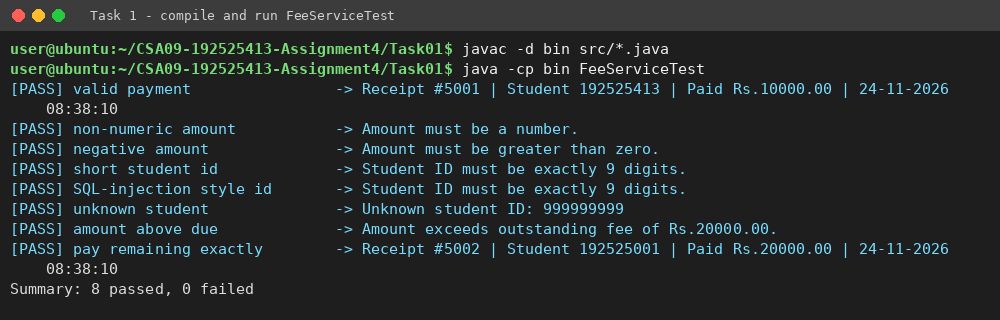 Task 1 - compile and run FeeServiceTest
user@ubuntu:~/CSA09-192525413-Assignment4/Task01$ javac -d bin src/*.java
user@ubuntu:~/CSA09-192525413-Assignment4/Task01$ java -cp bin FeeServiceTest
[PASS] valid payment                -> Receipt #5001 | Student 192525413 | Paid Rs.10000.00 | 24-11-2026
    08:38:10
[PASS] non-numeric amount           -> Amount must be a number.
[PASS] negative amount              -> Amount must be greater than zero.
[PASS] short student id             -> Student ID must be exactly 9 digits.
[PASS] SQL-injection style id       -> Student ID must be exactly 9 digits.
[PASS] unknown student              -> Unknown student ID: 999999999
[PASS] amount above due             -> Amount exceeds outstanding fee of Rs.20000.00.
[PASS] pay remaining exactly        -> Receipt #5002 | Student 192525001 | Paid Rs.20000.00 | 24-11-2026
    08:38:10
Summary: 8 passed, 0 failed